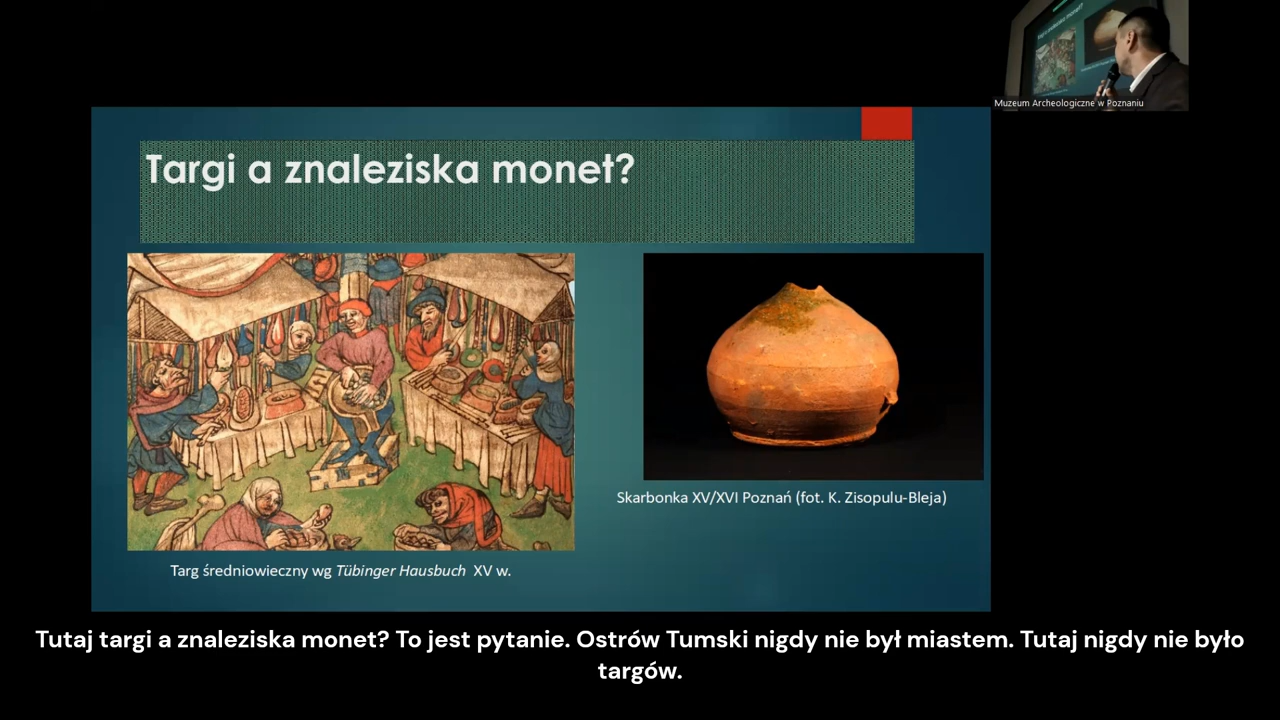 Muzeum Archeologiczne w Poznaniu
Targi a znaleziska monet?
Skarbonka XV/XVI Poznań (fot. K. Zisopulu-Bleja)
Targ średniowieczny wg Tübinger Hausbuch XV w.
Tutaj targi a znaleziska monet? To jest pytanie. Ostrów Tumski nigdy nie był miastem. Tutaj nigdy nie było
targów.